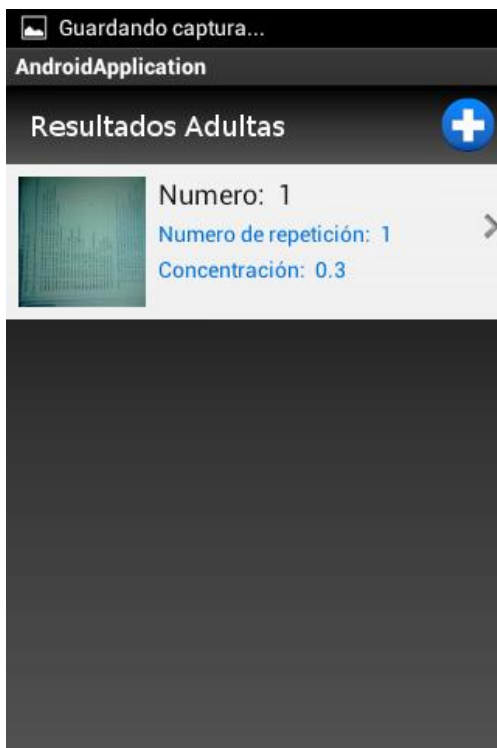 Guardando captura...
AndroidApplication
Resultados Adultas
Numero: 1
Numero de repetición: 1
Concentración: 0.3